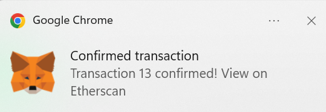 Google Chrome
Confirmed transaction
Transaction 13 confirmed! View on
Etherscan